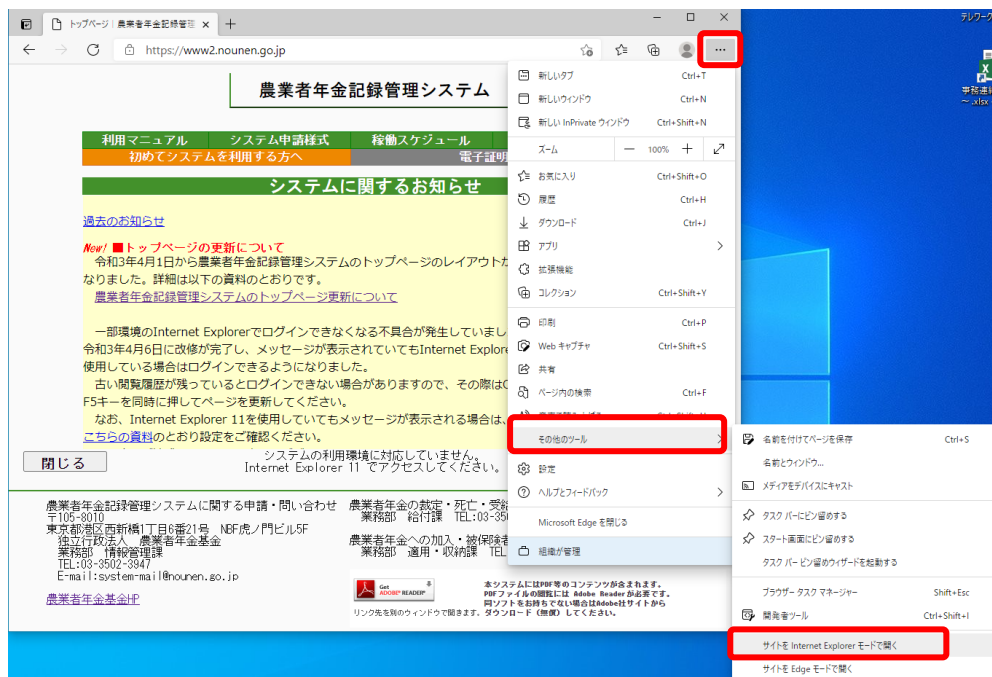 トップページ | 農業者年金記録管理
テレワーク
https://www2.nounen.go.jp
農業者年金記録管理システム
利用マニュアル
システム申請様式
稼働スケジュール
初めてシステムを利用する方へ
電子証明
システムに関するお知らせ
過去のお知らせ
New! ■トップページの更新について
令和3年4月1日から農業者年金記録管理システムのトップページのレイアウトが
なりました。詳細は以下の資料のとおりです。
農業者年金記録管理システムのトップページ更新について
一部環境のInternet Explorerでログインできなくなる不具合が発生していまし
令和3年4月6日に改修が完了し、メッセージが表示されていてもInternet Explore
使用している場合はログインできるようになりました。
古い閲覧履歴が残っているとログインできない場合がありますので、その際はC
F5キーを同時に押してページを更新してください。
なお、Internet Explorer 11を使用していてもメッセージが表示される場合は、
こちらの資料のとおり設定をご確認ください。
閉じる
システムの利用環境に対応していません。
Internet Explorer 11 でアクセスしてください。
農業者年金記録管理システムに関する申請・問い合わせ
〒105-8010
東京都港区西新橋1丁目6番21号 NBF虎ノ門ビル5F
独立行政法人 農業者年金基金
業務部 情報管理課
TEL:03-3502-3947
E-mail:system-mail@nounen.go.jp
農業者年金基金HP
農業者年金の裁定・死亡・受給
業務部 給付課 TEL:03-350
農業者年金への加入・被保険者
業務部 適用・収納課 TEL
Get
ADOBE® READER®
リンク先を別のウィンドウで開きます。
本システムにはPDF等のコンテンツが含まれます。
PDFファイルの閲覧には Adobe Reader が必要です。
同ソフトをお持ちでない場合はAdobe社サイトから
ダウンロード（無償）してください。
新しいタブ Ctrl+T
新しいウィンドウ Ctrl+N
新しい InPrivate ウィンドウ Ctrl+Shift+N
ズーム 100%
お気に入り Ctrl+Shift+O
履歴 Ctrl+H
ダウンロード Ctrl+J
アプリ
拡張機能
コレクション Ctrl+Shift+Y
印刷 Ctrl+P
Web キャプチャ Ctrl+Shift+S
共有
ページ内の検索 Ctrl+F
その他のツール
設定
ヘルプとフィードバック
Microsoft Edge を閉じる
組織が管理
名前を付けてページを保存 Ctrl+S
名前とウィンドウ...
メディアをデバイスにキャスト
タスク バーにピン留めする
スタート画面にピン留めする
タスク バー ピン留めウィザードを起動する
ブラウザー タスク マネージャー Shift+Esc
開発者ツール Ctrl+Shift+I
サイトを Internet Explorer モードで開く
サイトを Edge モードで開く
事務連絡
～.xlsx